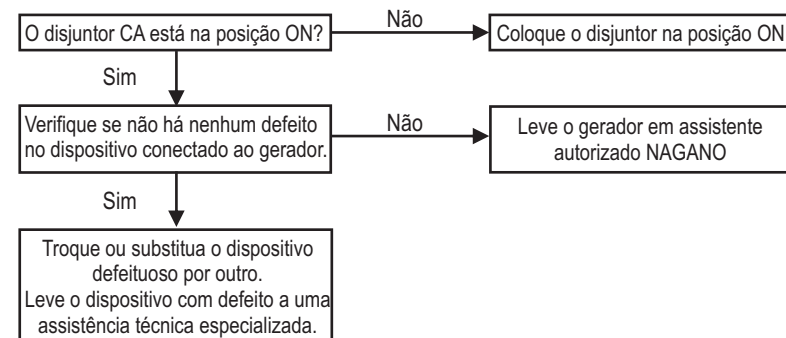 O disjuntor CA está na posição ON?
Não
Coloque o disjuntor na posição ON
Sim
Verifique se não há nenhum defeito
no dispositivo conectado ao gerador.
Não
Leve o gerador em assistente
autorizado NAGANO
Sim
Troque ou substitua o dispositivo
defeituoso por outro.
Leve o dispositivo com defeito a uma
assistência técnica especializada.